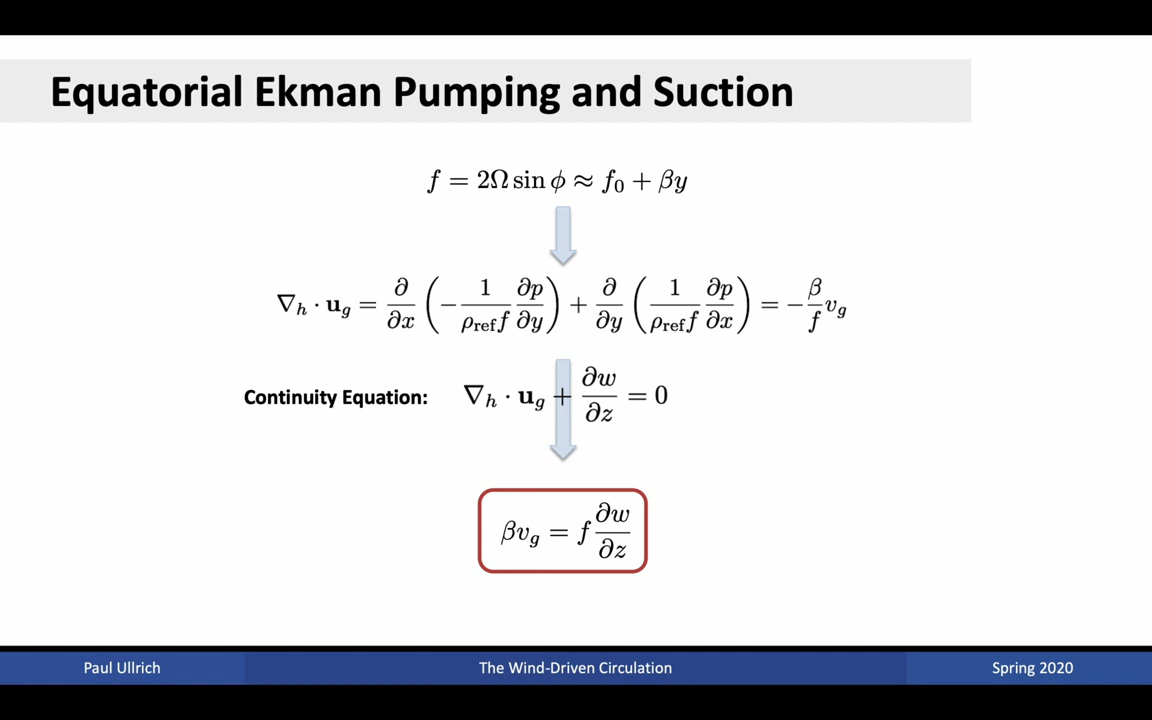 Equatorial Ekman Pumping and Suction
f = 2Ω sin ϕ ≈ f₀ + βy
∇ₕ · 𝐮_g = ∂/∂x (−1/(ρ_ref f) ∂p/∂y) + ∂/∂y (1/(ρ_ref f) ∂p/∂x) = −β/f v_g
Continuity Equation: ∇ₕ · 𝐮_g + ∂w/∂z = 0
βv_g = f ∂w/∂z
Paul Ullrich The Wind-Driven Circulation Spring 2020